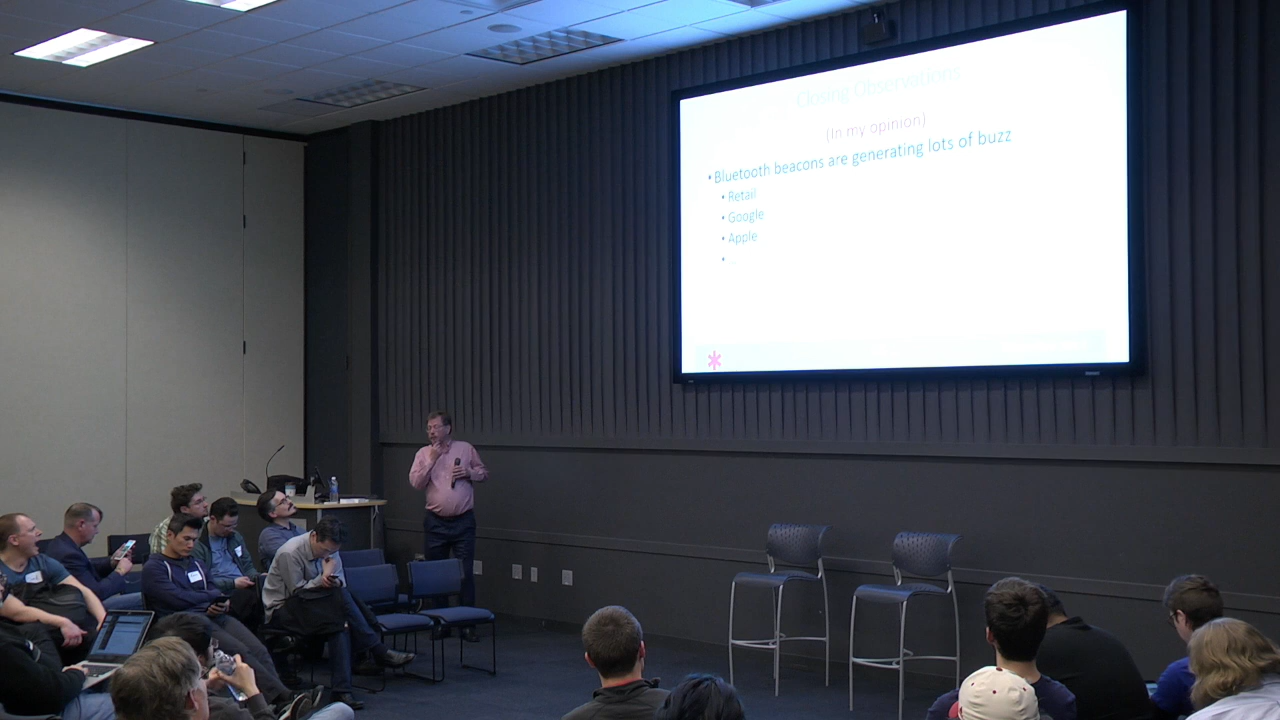 Closing Observations
(In my opinion)
• Bluetooth beacons are generating lots of buzz
• Retail
• Google
• Apple
• ...